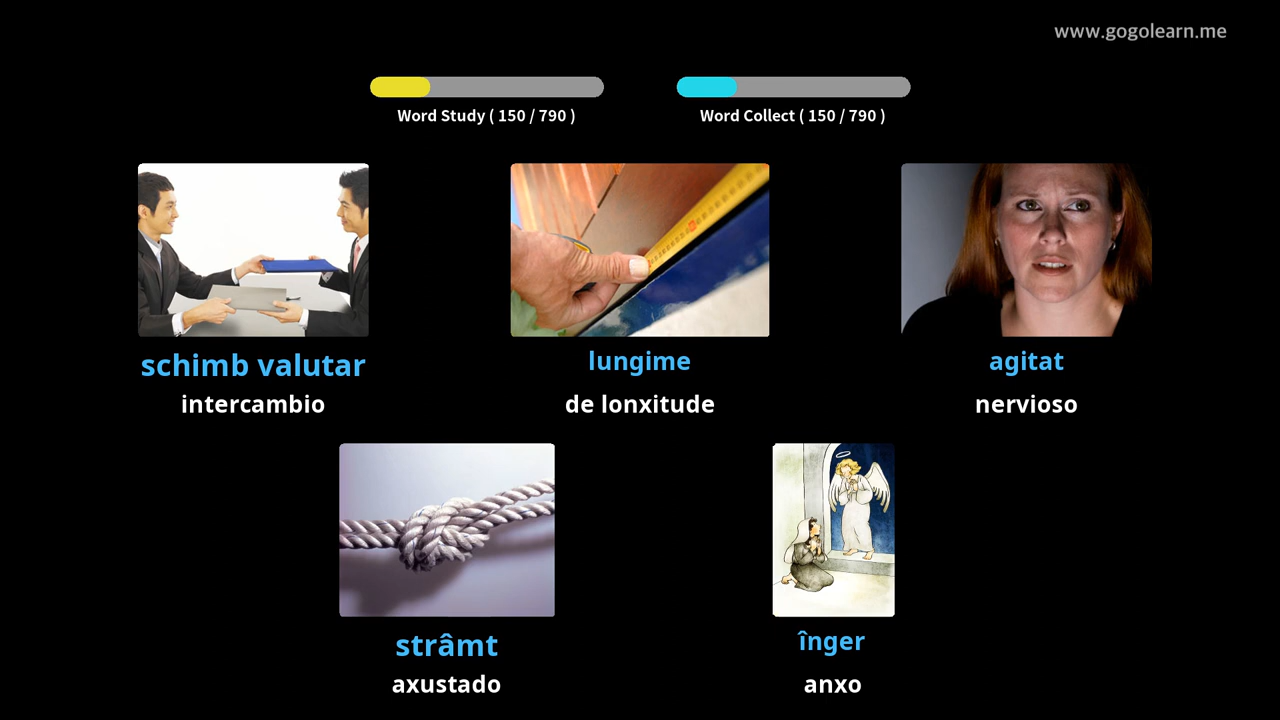 www.gogolearn.me
Word Study ( 150 / 790 )
Word Collect ( 150 / 790 )
schimb valutar
intercambio
lungime
de lonxitude
agitat
nervioso
strâmt
axustado
înger
anxo